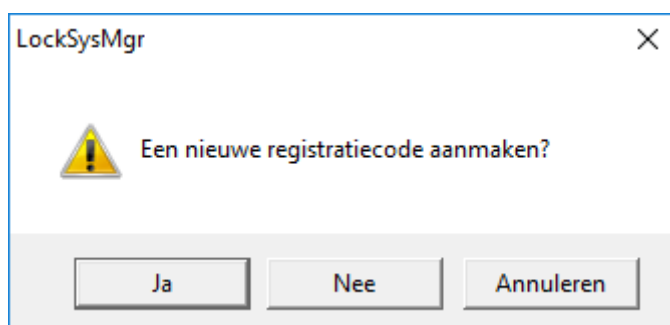 LockSysMgr
Een nieuwe registratiecode aanmaken?
Ja
Nee
Annuleren